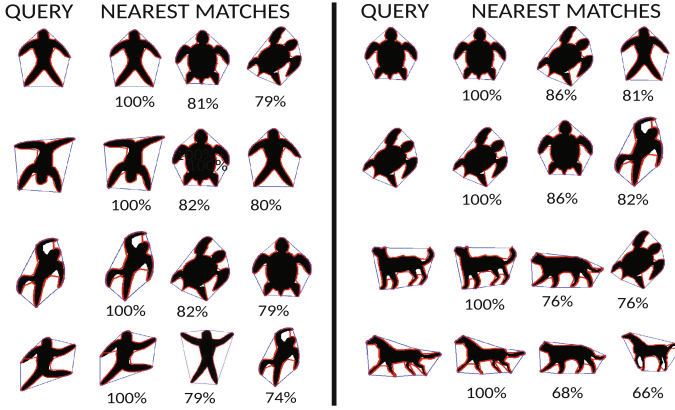 QUERY NEAREST MATCHES
100% 81% 79%
100% 82% 80%
100% 82% 79%
100% 79% 74%
QUERY NEAREST MATCHES
100% 86% 81%
100% 86% 82%
100% 76% 76%
100% 68% 66%